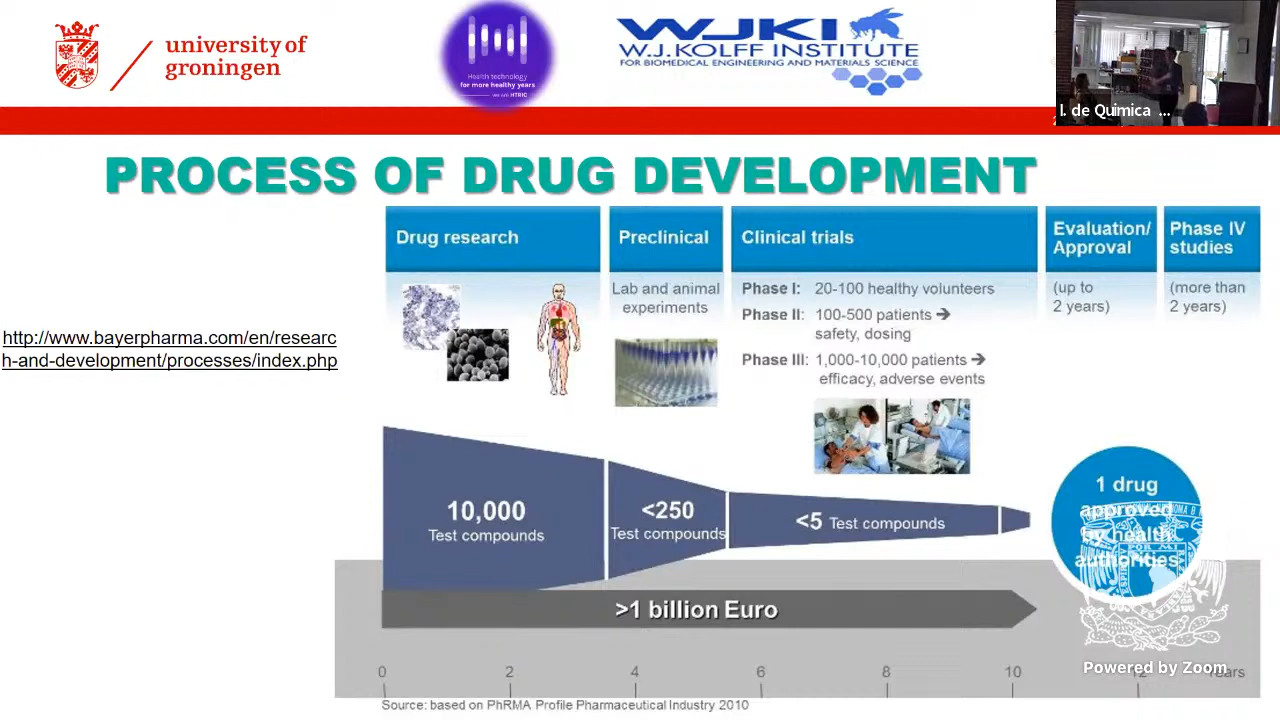 university of
groningen
Health technology
for more healthy years
HTRIC
WJKI
W.J.KOLFF INSTITUTE
FOR BIOMEDICAL ENGINEERING AND MATERIALS SCIENCE
I. de Quimica ...
PROCESS OF DRUG DEVELOPMENT
http://www.bayerpharma.com/en/researc
h-and-development/processes/index.php
Drug research
Preclinical
Lab and animal
experiments
Clinical trials
Phase I: 20-100 healthy volunteers
Phase II: 100-500 patients ➔
safety, dosing
Phase III: 1,000-10,000 patients ➔
efficacy, adverse events
Evaluation/
Approval
(up to
2 years)
Phase IV
studies
(more than
2 years)
10,000
Test compounds
<250
Test compounds
<5 Test compounds
1 drug
approved
by health
authorities
>1 billion Euro
0 2 4 6 8 10 12 Years
Powered by Zoom
Source: based on PhRMA Profile Pharmaceutical Industry 2010